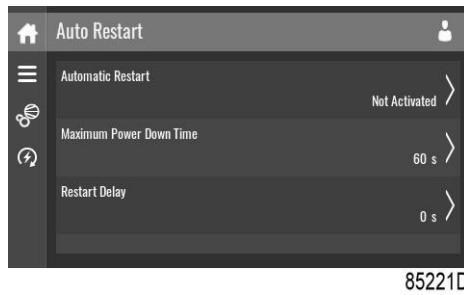 Auto Restart
Automatic Restart
Not Activated
Maximum Power Down Time
60 s
Restart Delay
0 s
85221D